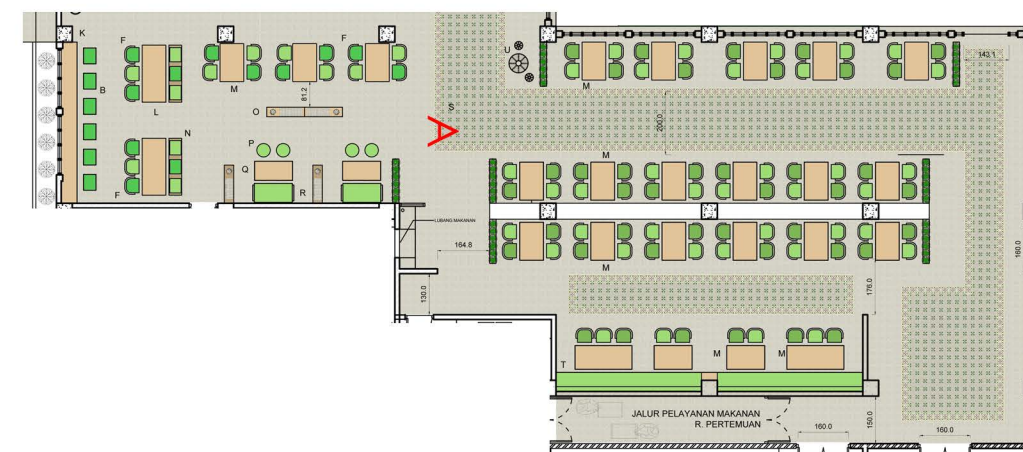 K
F
F
U
143.1
B
M
M
81.2
L
O
S
200.0
N
P
M
Q
F
R
LUBANG MAKANAN
164.8
160.0
M
130.0
176.0
T
M
M
JALUR PELAYANAN MAKANAN
R. PERTEMUAN
150.0
160.0
160.0
A